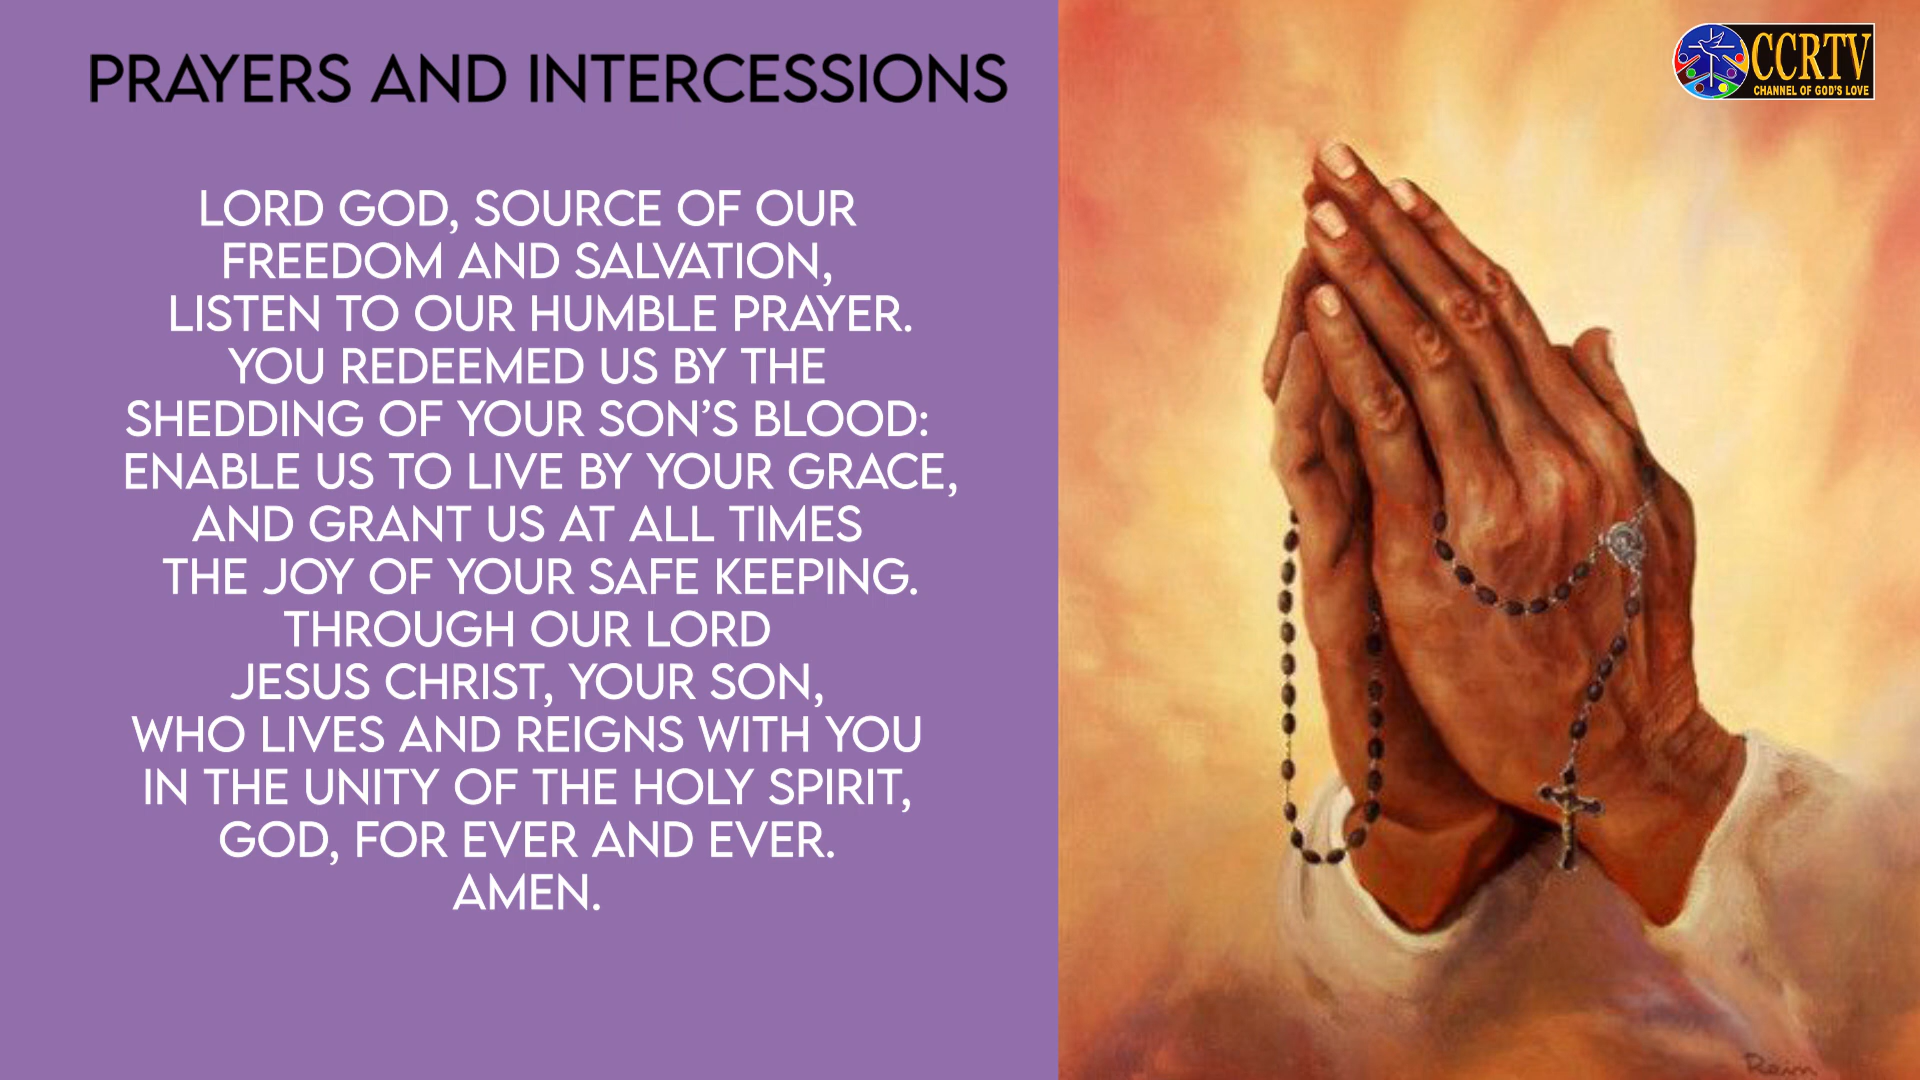 PRAYERS AND INTERCESSIONS
LORD GOD, SOURCE OF OUR
FREEDOM AND SALVATION,
LISTEN TO OUR HUMBLE PRAYER.
YOU REDEEMED US BY THE
SHEDDING OF YOUR SON’S BLOOD:
ENABLE US TO LIVE BY YOUR GRACE,
AND GRANT US AT ALL TIMES
THE JOY OF YOUR SAFE KEEPING.
THROUGH OUR LORD
JESUS CHRIST, YOUR SON,
WHO LIVES AND REIGNS WITH YOU
IN THE UNITY OF THE HOLY SPIRIT,
GOD, FOR EVER AND EVER.
AMEN.
CCRTV
CHANNEL OF GOD'S LOVE